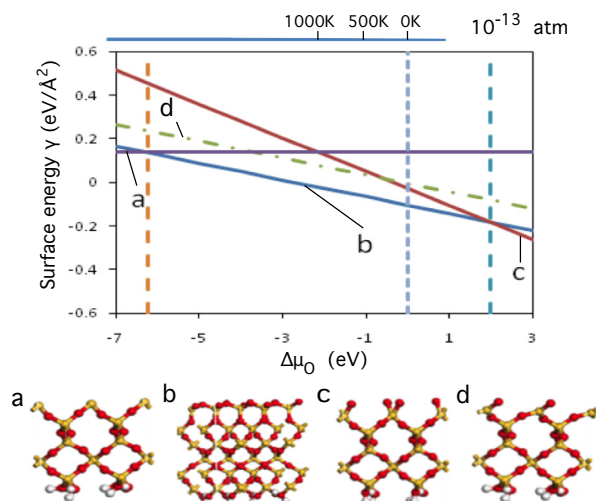 1000K 500K 0K 10⁻¹³ atm
Surface energy γ (eV/Å²)
0.6
0.4
0.2
0
-0.2
-0.4
-0.6
d
a
b
c
-7 -5 -3 -1 1 3
Δμ_O (eV)
a b c d